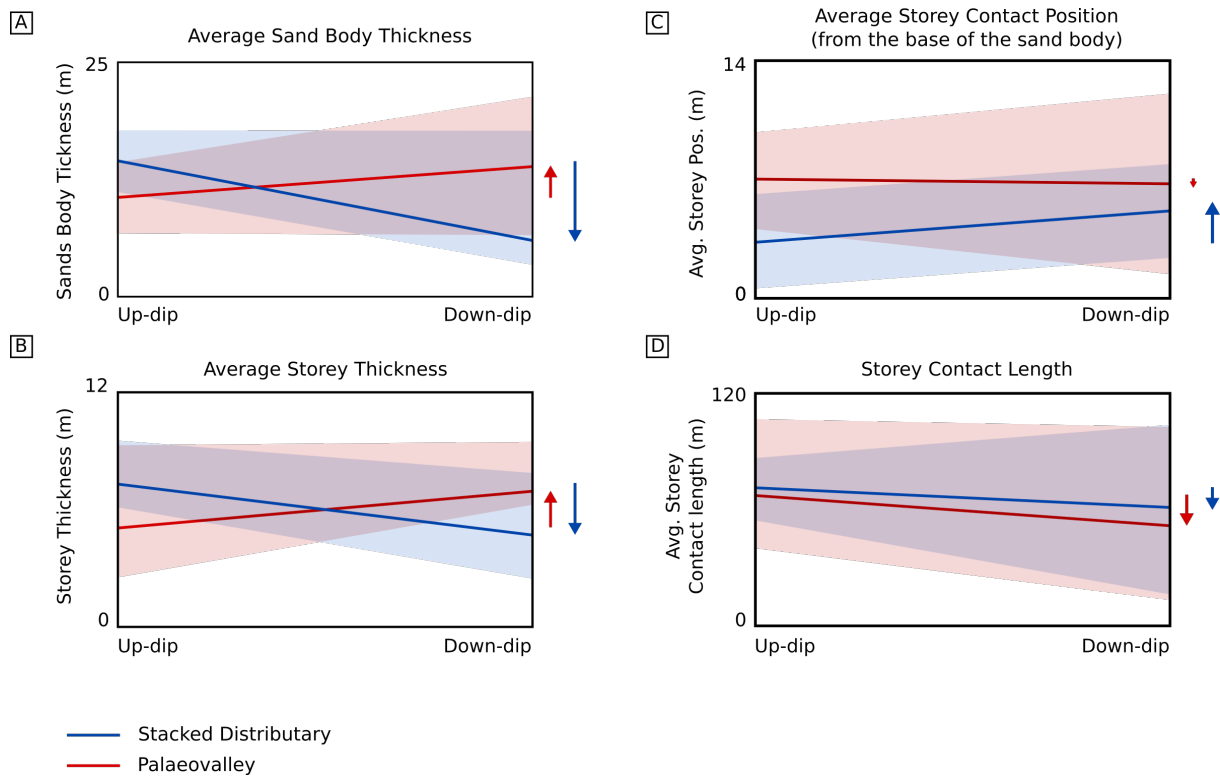 A
Average Sand Body Thickness
25
Sands Body Tickness (m)
0
Up-dip
Down-dip
B
Average Storey Thickness
12
Storey Thickness (m)
0
Up-dip
Down-dip
C
Average Storey Contact Position
(from the base of the sand body)
14
Avg. Storey Pos. (m)
0
Up-dip
Down-dip
D
Storey Contact Length
120
Avg. Storey
Contact length (m)
0
Up-dip
Down-dip
Stacked Distributary
Palaeovalley